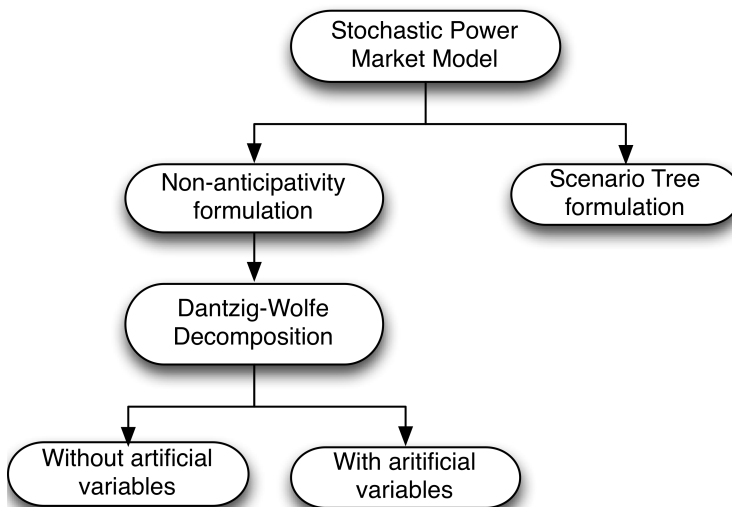 Stochastic Power
Market Model
Non-anticipativity
formulation
Scenario Tree
formulation
Dantzig-Wolfe
Decomposition
Without artificial
variables
With aritificial
variables